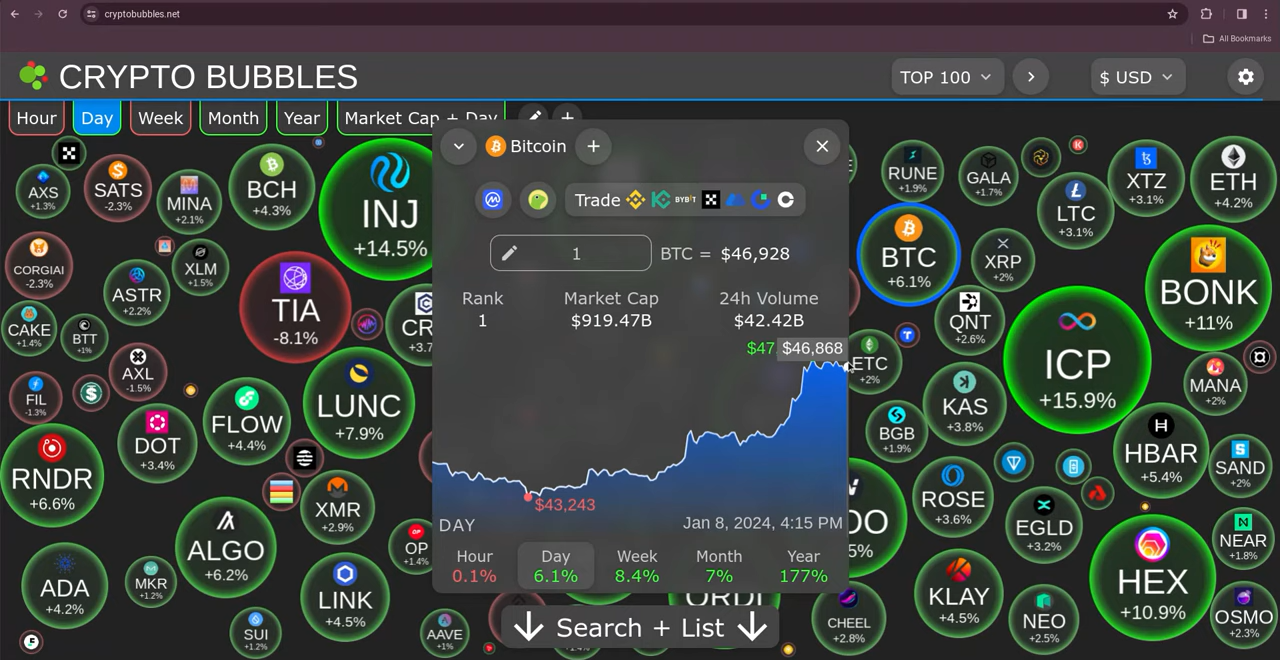 cryptobubbles.net
All Bookmarks
CRYPTO BUBBLES
TOP 100
$ USD
Hour
Day
Week
Month
Year
Market Cap + Day
Bitcoin
Trade
BYBIT
1
BTC = $46,928
Rank
Market Cap
24h Volume
1
$919.47B
$42.42B
$47
$46,868
$43,243
DAY
Jan 8, 2024, 4:15 PM
Hour
Day
Week
Month
Year
0.1%
6.1%
8.4%
7%
177%
Search + List
AXS
+1.3%
SATS
-2.3%
MINA
+2.1%
BCH
+4.3%
INJ
+14.5%
CORGIAI
-2.3%
XLM
+1.5%
ASTR
+2.2%
TIA
-8.1%
CAKE
+1.4%
BTT
+1%
CR
+3.7
AXL
-1.5%
FIL
-1.3%
LUNC
+7.9%
FLOW
+4.4%
DOT
+3.4%
RNDR
+6.6%
XMR
+2.9%
ALGO
+6.2%
OP
+1.4%
ADA
+4.2%
MKR
+1.2%
LINK
+4.5%
SUI
+1.2%
AAVE
+1%
ORDI
RUNE
+1.9%
GALA
+1.7%
LTC
+3.1%
XTZ
+3.1%
ETH
+4.2%
BTC
+6.1%
XRP
+2%
BONK
+11%
QNT
+2.6%
ETC
+2%
ICP
+15.9%
MANA
+2%
KAS
+3.8%
BGB
+1.9%
HBAR
+5.4%
SAND
+2%
OO
5%
ROSE
+3.6%
EGLD
+3.2%
NEAR
+1.8%
HEX
+10.9%
KLAY
+4.5%
NEO
+2.5%
CHEEL
+2.8%
OSMO
+2.3%